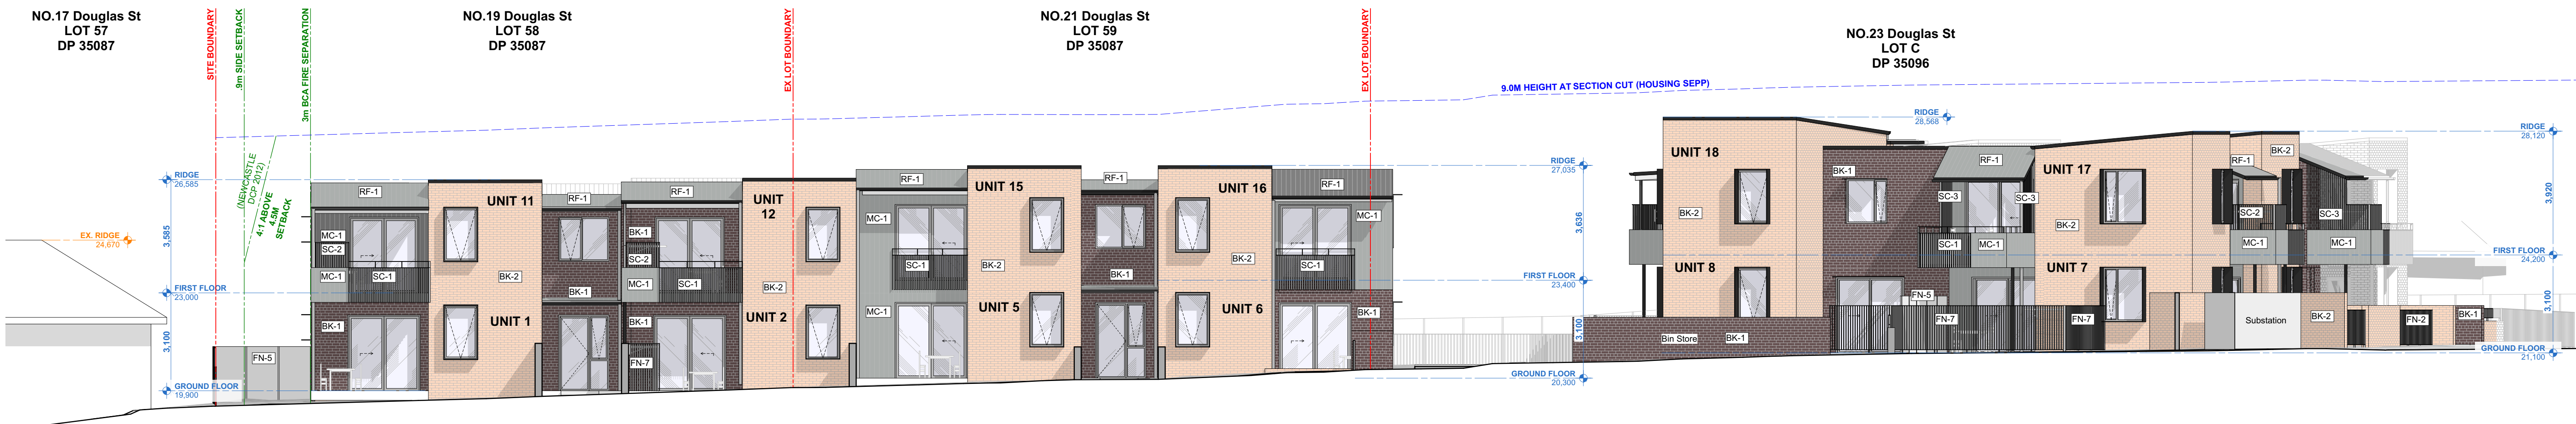 NO.17 Douglas St
LOT 57
DP 35087
SITE BOUNDARY
.9m SIDE SETBACK
3m BCA FIRE SEPARATION
NO.19 Douglas St
LOT 58
DP 35087
EX LOT BOUNDARY
NO.21 Douglas St
LOT 59
DP 35087
EX LOT BOUNDARY
NO.23 Douglas St
LOT C
DP 35096
9.0M HEIGHT AT SECTION CUT (HOUSING SEPP)
(NEWCASTLE
DCP 2012)
4:1 ABOVE
4.5M
SETBACK
EX. RIDGE
24,670
RIDGE
26,585
3,585
FIRST FLOOR
23,000
3,100
GROUND FLOOR
19,900
FN-5
RF-1
MC-1
SC-2
MC-1
SC-1
BK-1
UNIT 11
BK-2
UNIT 1
RF-1
BK-1
RF-1
BK-1
SC-2
MC-1
SC-1
BK-1
FN-7
UNIT
12
BK-2
UNIT 2
RF-1
MC-1
SC-1
MC-1
UNIT 15
BK-2
UNIT 5
RF-1
BK-1
UNIT 16
BK-2
UNIT 6
RF-1
MC-1
SC-1
BK-1
RIDGE
27,035
3,636
FIRST FLOOR
23,400
3,100
GROUND FLOOR
20,300
RIDGE
28,568
UNIT 18
BK-2
UNIT 8
Bin Store
BK-1
BK-1
RF-1
SC-3
SC-3
SC-1
MC-1
FN-5
FN-7
UNIT 17
BK-2
UNIT 7
FN-7
RF-1
BK-2
SC-2
SC-3
MC-1
MC-1
Substation
BK-2
FN-2
BK-1
RIDGE
28,120
3,920
FIRST FLOOR
24,200
3,100
GROUND FLOOR
21,100